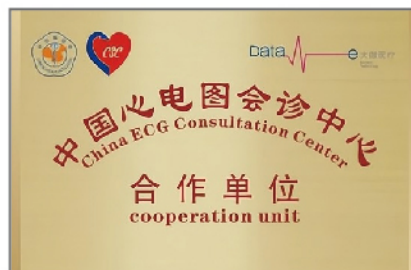 CDC
Data e
中国心电图会诊中心
China ECG Consultation Center
合作单位
cooperation unit